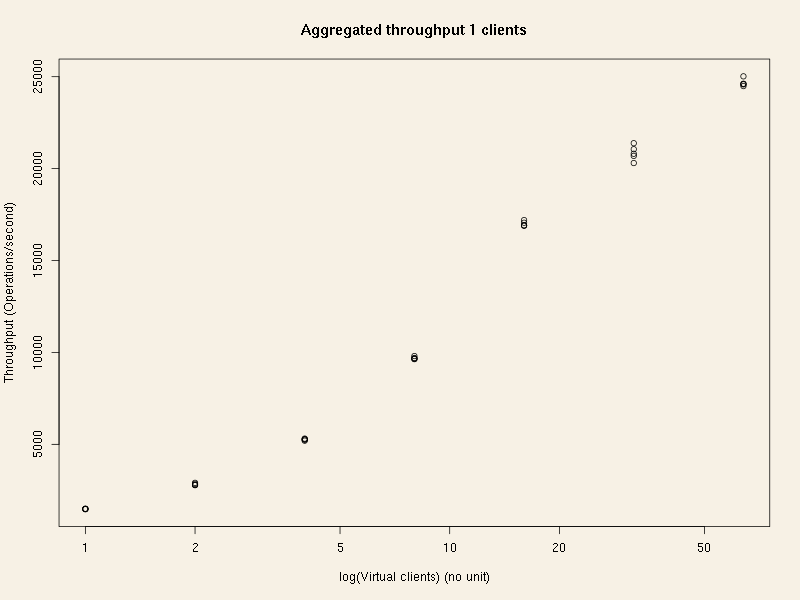 Aggregated throughput 1 clients
Throughput (Operations/second)
25000
20000
15000
10000
5000
1 2 5 10 20 50
log(Virtual clients) (no unit)